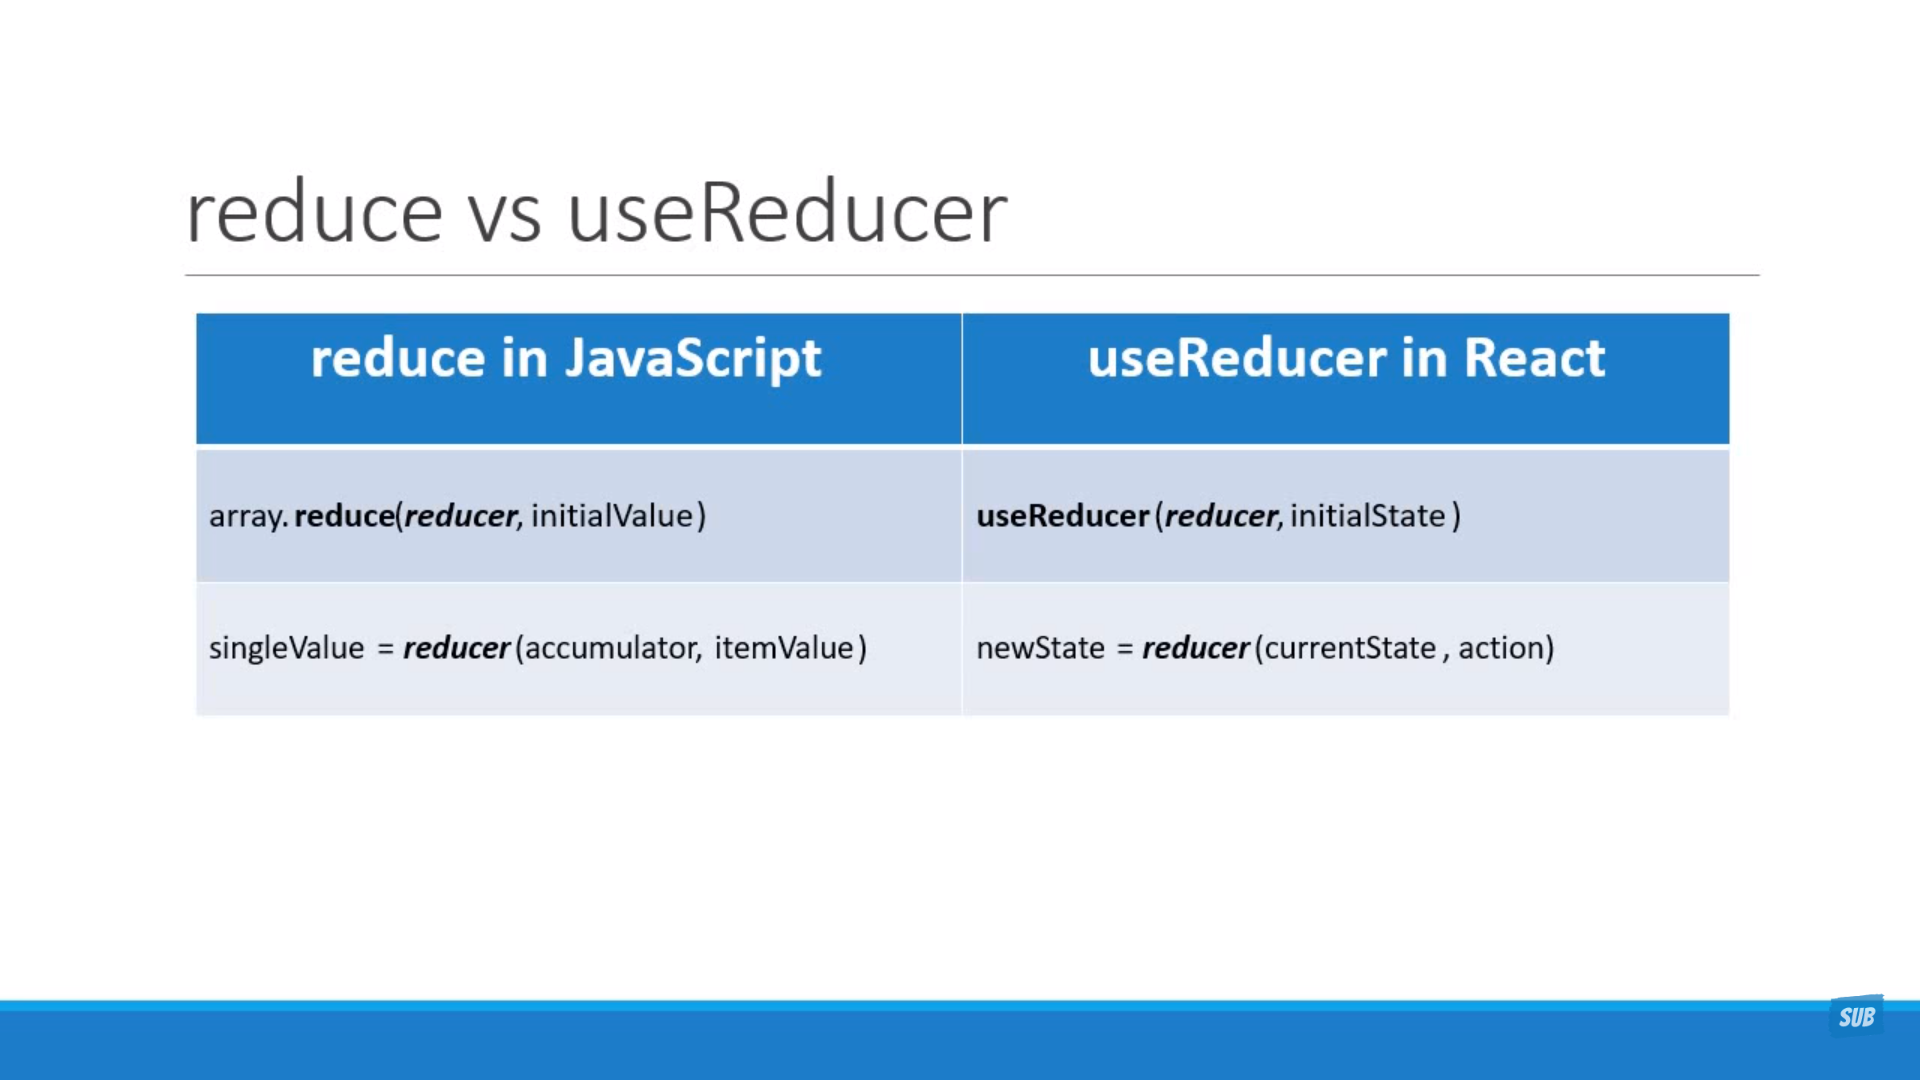 reduce vs useReducer
reduce in JavaScript
useReducer in React
array.reduce(reducer, initialValue)
useReducer(reducer, initialState)
singleValue = reducer(accumulator, itemValue)
newState = reducer(currentState, action)
SUB